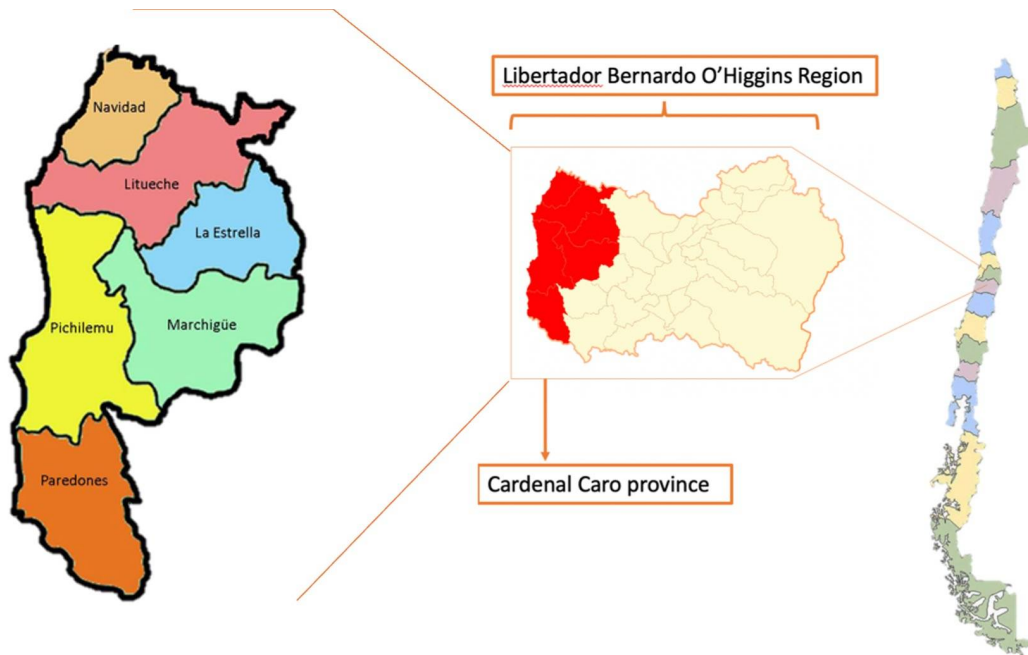 Libertador Bernardo O’Higgins Region
Navidad
Litueche
La Estrella
Pichilemu
Marchigüe
Paredones
Cardenal Caro province